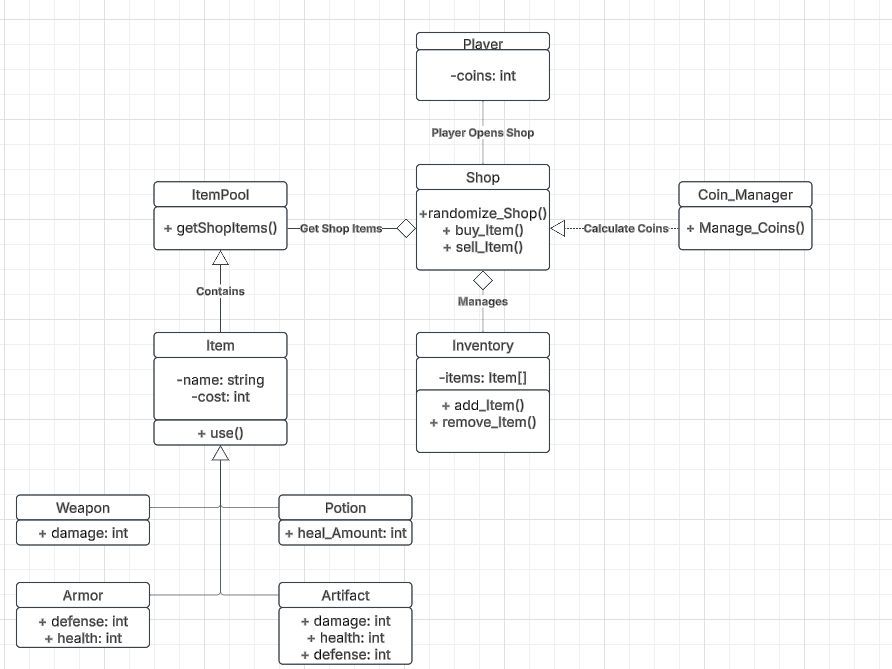 Player
-coins: int
Player Opens Shop
Shop
+randomize_Shop()
+ buy_Item()
+ sell_Item()
ItemPool
+ getShopItems()
Get Shop Items
Coin_Manager
+ Manage_Coins()
Calculate Coins
Contains
Manages
Item
-name: string
-cost: int
+ use()
Inventory
-items: Item[]
+ add_Item()
+ remove_Item()
Weapon
+ damage: int
Potion
+ heal_Amount: int
Armor
+ defense: int
+ health: int
Artifact
+ damage: int
+ health: int
+ defense: int